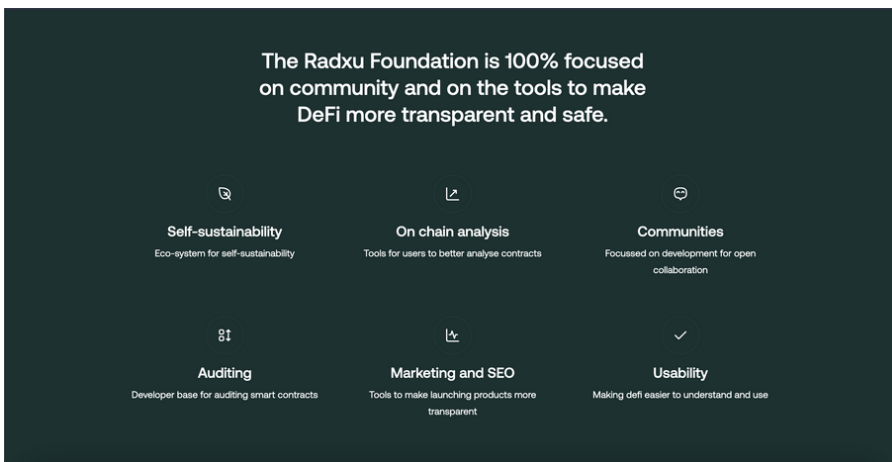 The Radxu Foundation is 100% focused
on community and on the tools to make
DeFi more transparent and safe.
Self-sustainability
Eco-system for self-sustainability
On chain analysis
Tools for users to better analyse contracts
Communities
Focussed on development for open
collaboration
Auditing
Developer base for auditing smart contracts
Marketing and SEO
Tools to make launching products more
transparent
Usability
Making defi easier to understand and use